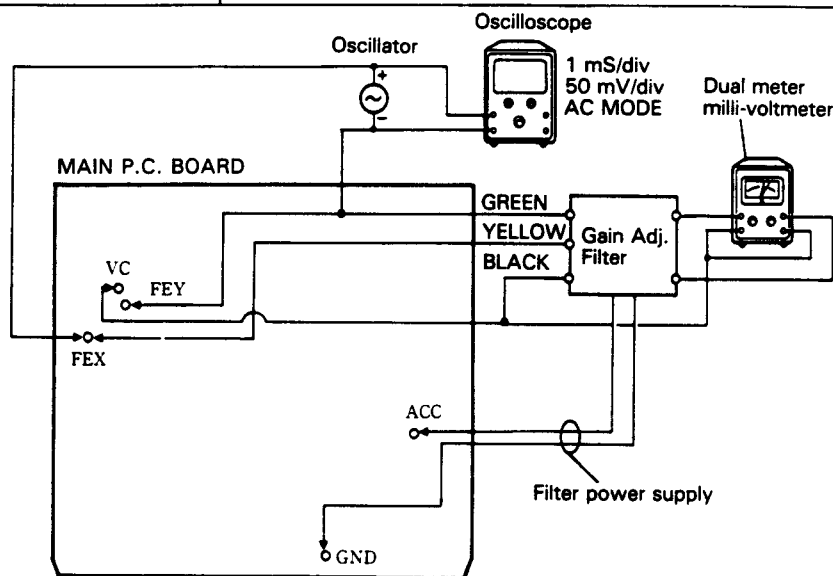 Oscilloscope
Oscillator
1 mS/div
50 mV/div
AC MODE
Dual meter
milli-voltmeter
+
~
−
MAIN P.C. BOARD
GREEN
YELLOW
BLACK
Gain Adj.
Filter
VC
FEY
FEX
ACC
Filter power supply
GND